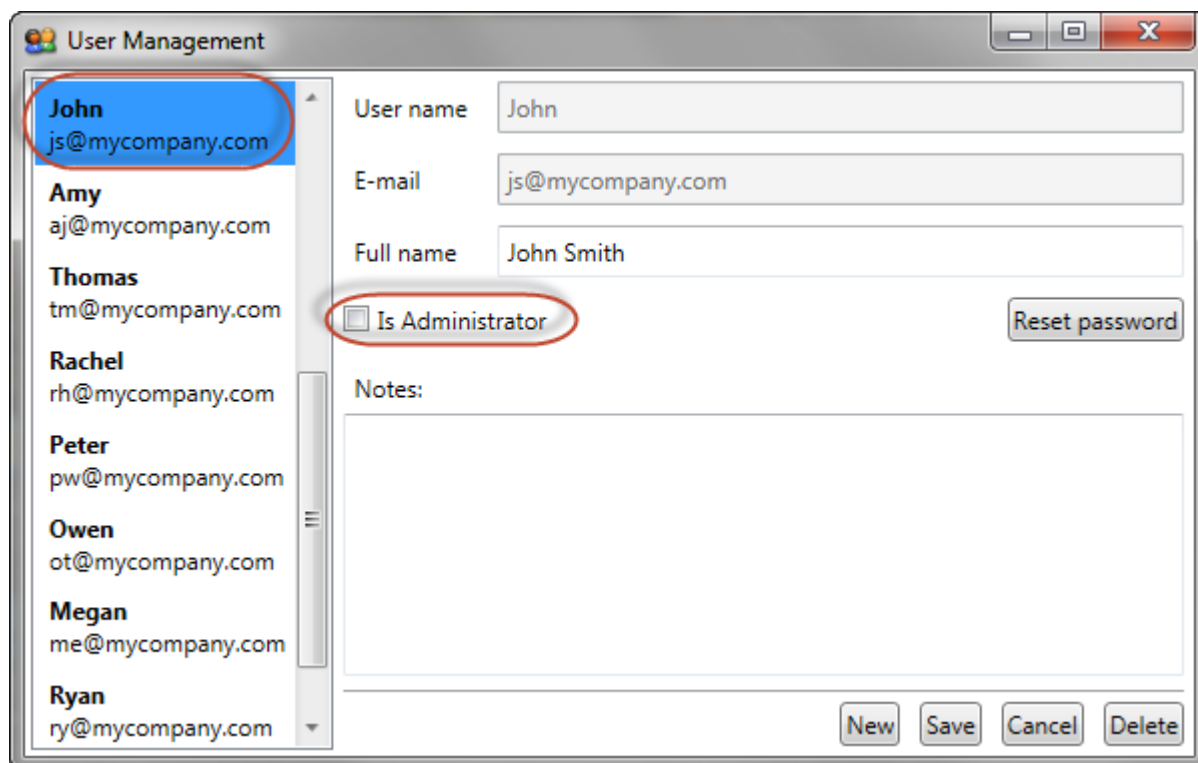 User Management
John
js@mycompany.com
Amy
aj@mycompany.com
Thomas
tm@mycompany.com
Rachel
rh@mycompany.com
Peter
pw@mycompany.com
Owen
ot@mycompany.com
Megan
me@mycompany.com
Ryan
ry@mycompany.com
User name John
E-mail js@mycompany.com
Full name John Smith
Is Administrator Reset password
Notes:
New Save Cancel Delete